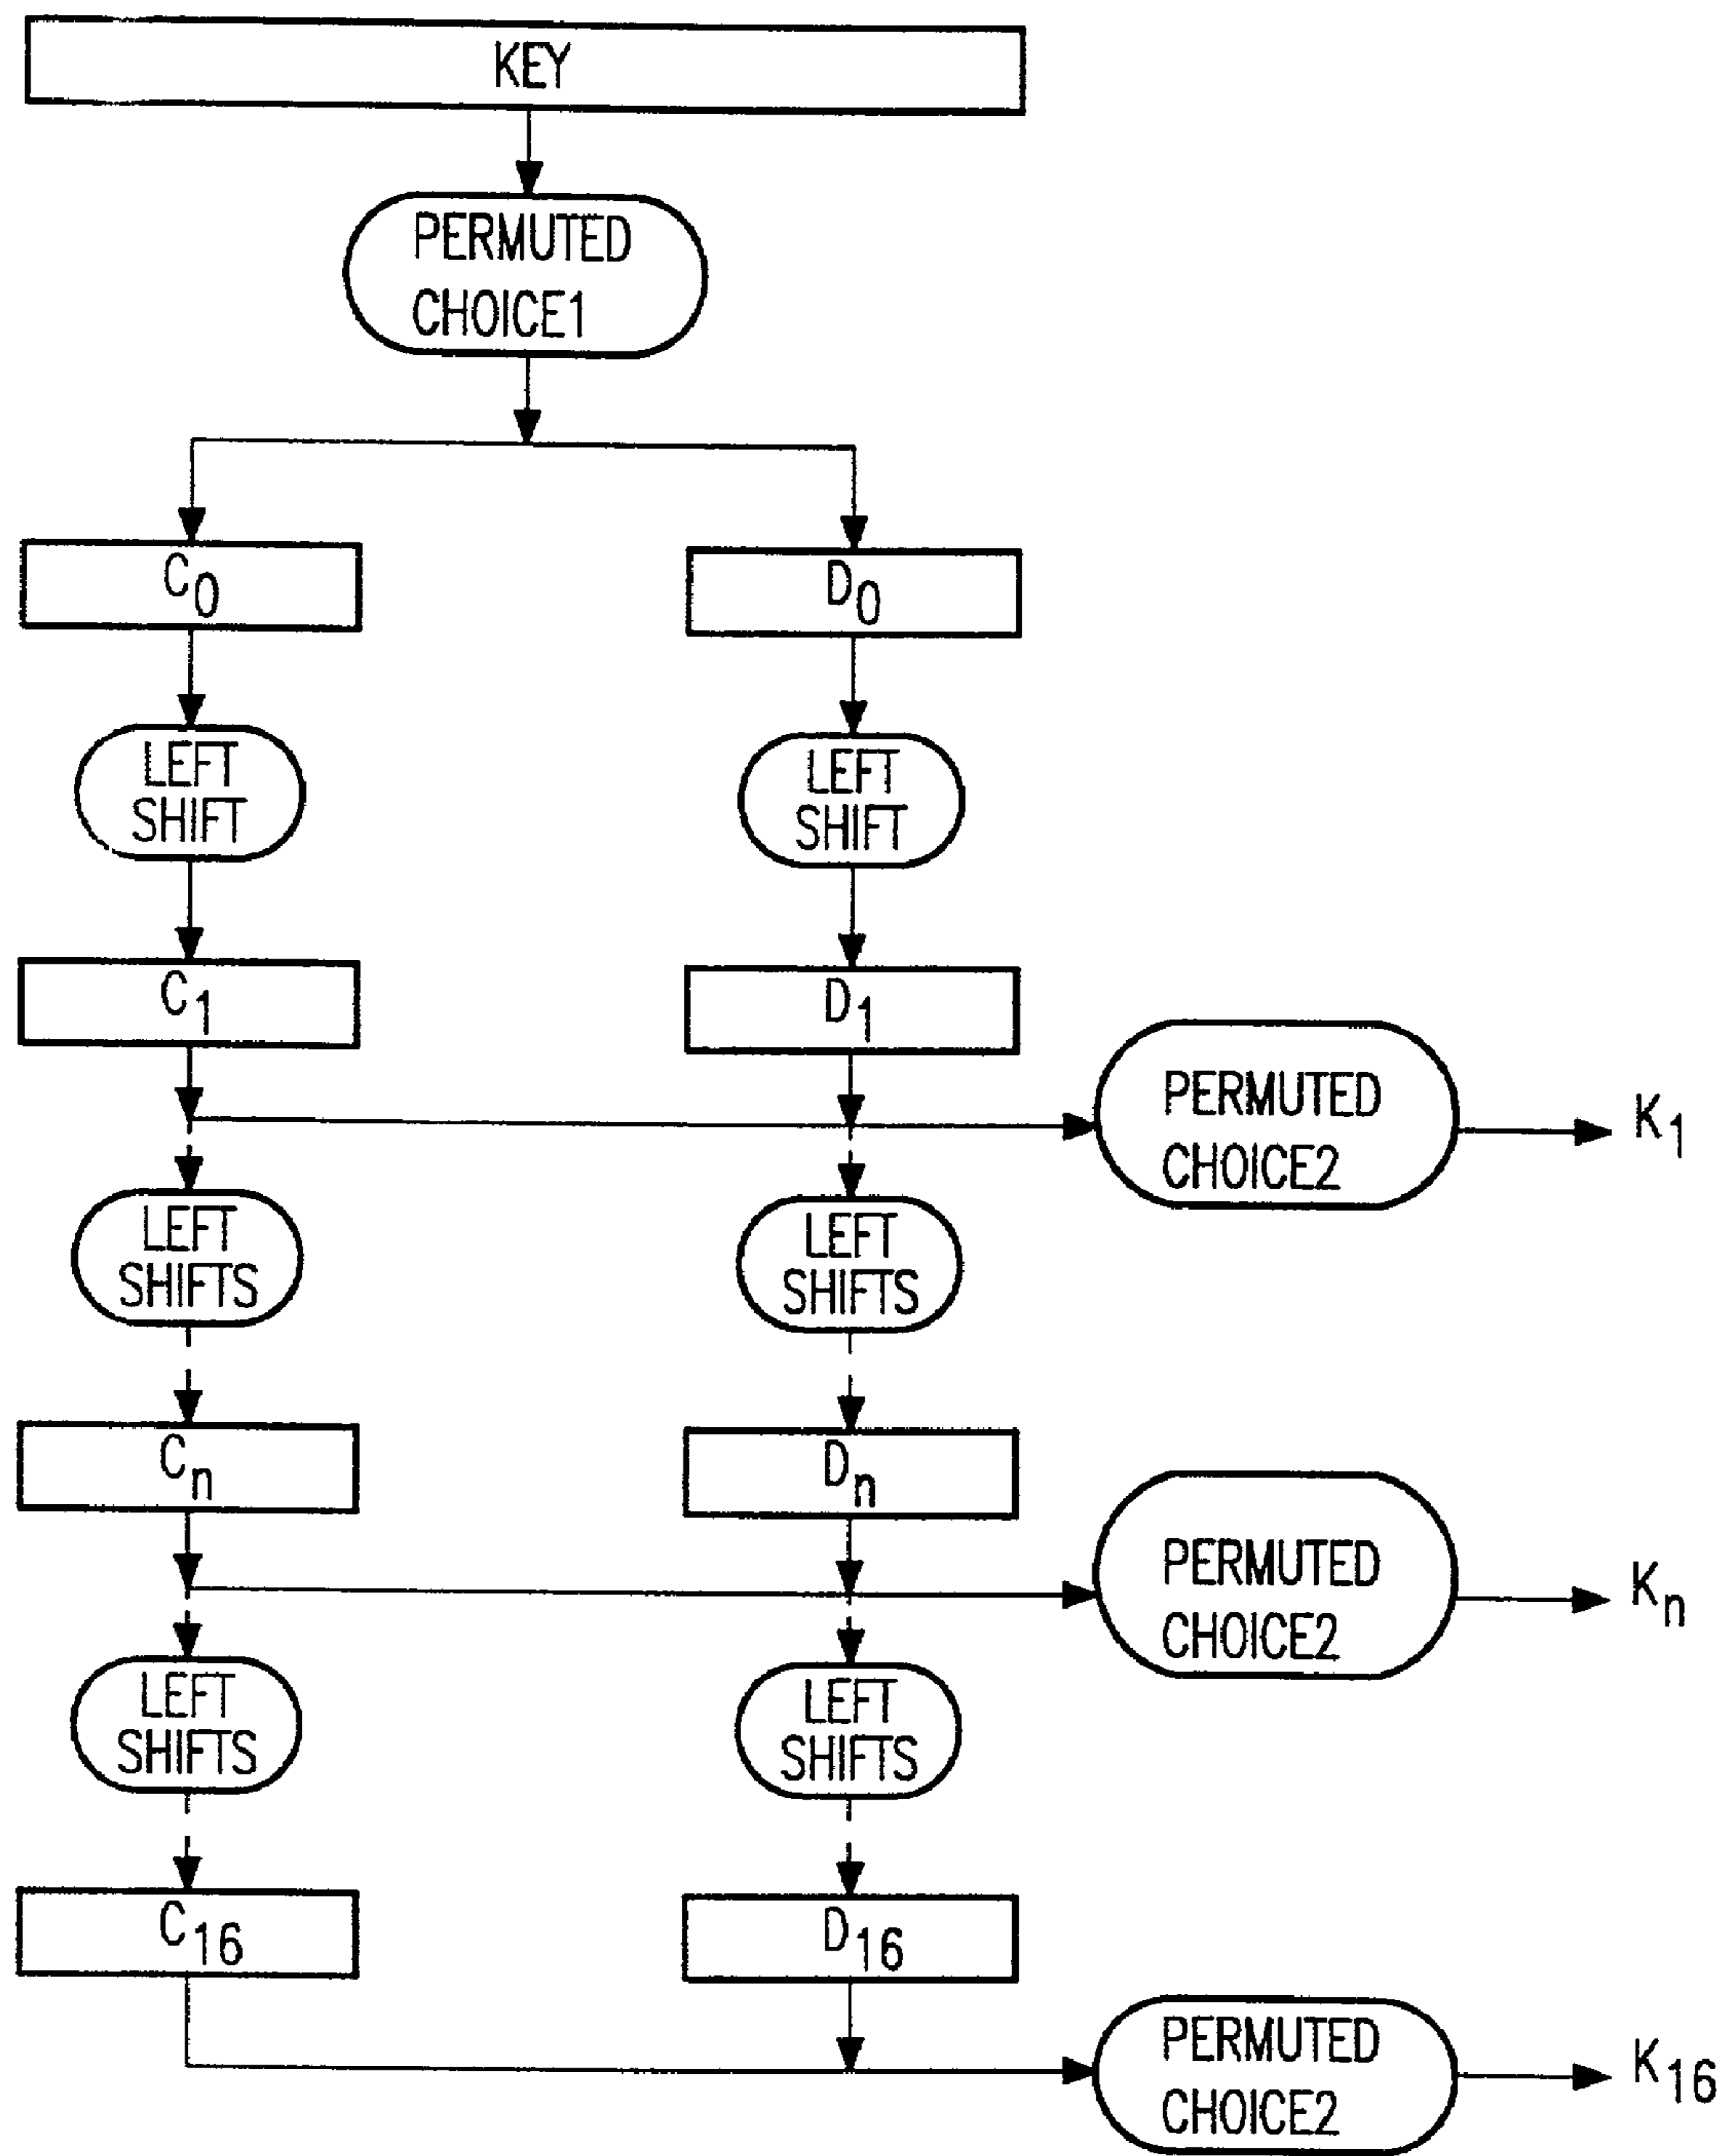 KEY
PERMUTED
CHOICE1
C0
D0
LEFT
SHIFT
LEFT
SHIFT
C1
D1
PERMUTED
CHOICE2
K1
LEFT
SHIFTS
LEFT
SHIFTS
Cn
Dn
PERMUTED
CHOICE2
Kn
LEFT
SHIFTS
LEFT
SHIFTS
C16
D16
PERMUTED
CHOICE2
K16